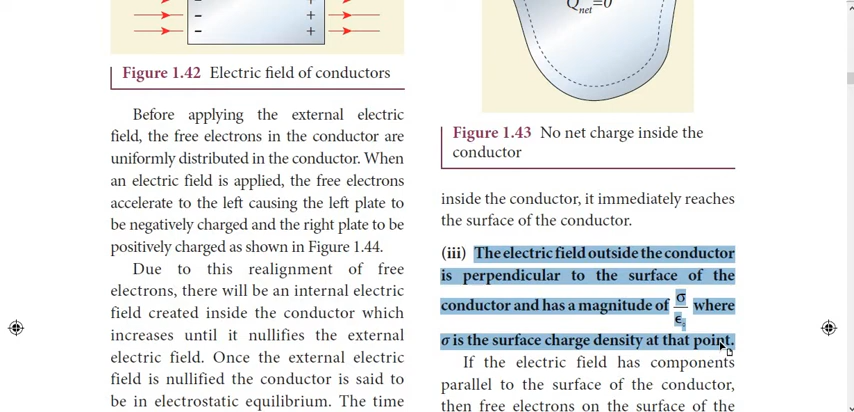 - +
- +
Figure 1.42 Electric field of conductors
Before applying the external electric
field, the free electrons in the conductor are
uniformly distributed in the conductor. When
an electric field is applied, the free electrons
accelerate to the left causing the left plate to
be negatively charged and the right plate to be
positively charged as shown in Figure 1.44.
Due to this realignment of free
electrons, there will be an internal electric
field created inside the conductor which
increases until it nullifies the external
electric field. Once the external electric
field is nullified the conductor is said to
be in electrostatic equilibrium. The time
Qnet=0
Figure 1.43 No net charge inside the
conductor
inside the conductor, it immediately reaches
the surface of the conductor.
(iii) The electric field outside the conductor
is perpendicular to the surface of the
conductor and has a magnitude of σ/ϵ₀ where
σ is the surface charge density at that point.
If the electric field has components
parallel to the surface of the conductor,
then free electrons on the surface of the